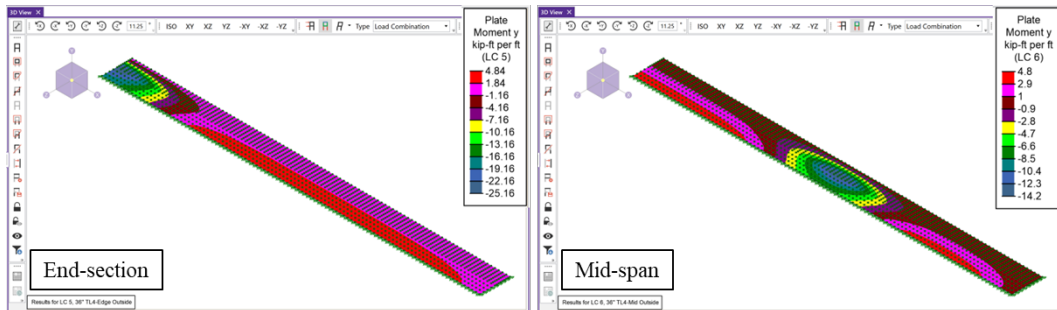 3D View
11.25
ISO XY XZ YZ -XY -XZ -YZ
Type Load Combination
Plate
Moment y
kip-ft per ft
(LC 5)
4.84
1.84
-1.16
-4.16
-7.16
-10.16
-13.16
-16.16
-19.16
-22.16
-25.16
End-section
Results for LC 5, 36" TL4-Edge Outside
3D View
11.25
ISO XY XZ YZ -XY -XZ -YZ
Type Load Combination
Plate
Moment y
kip-ft per ft
(LC 6)
4.8
2.9
1
-0.9
-2.8
-4.7
-6.6
-8.5
-10.4
-12.3
-14.2
Mid-span
Results for LC 6, 36" TL4-Mid Outside